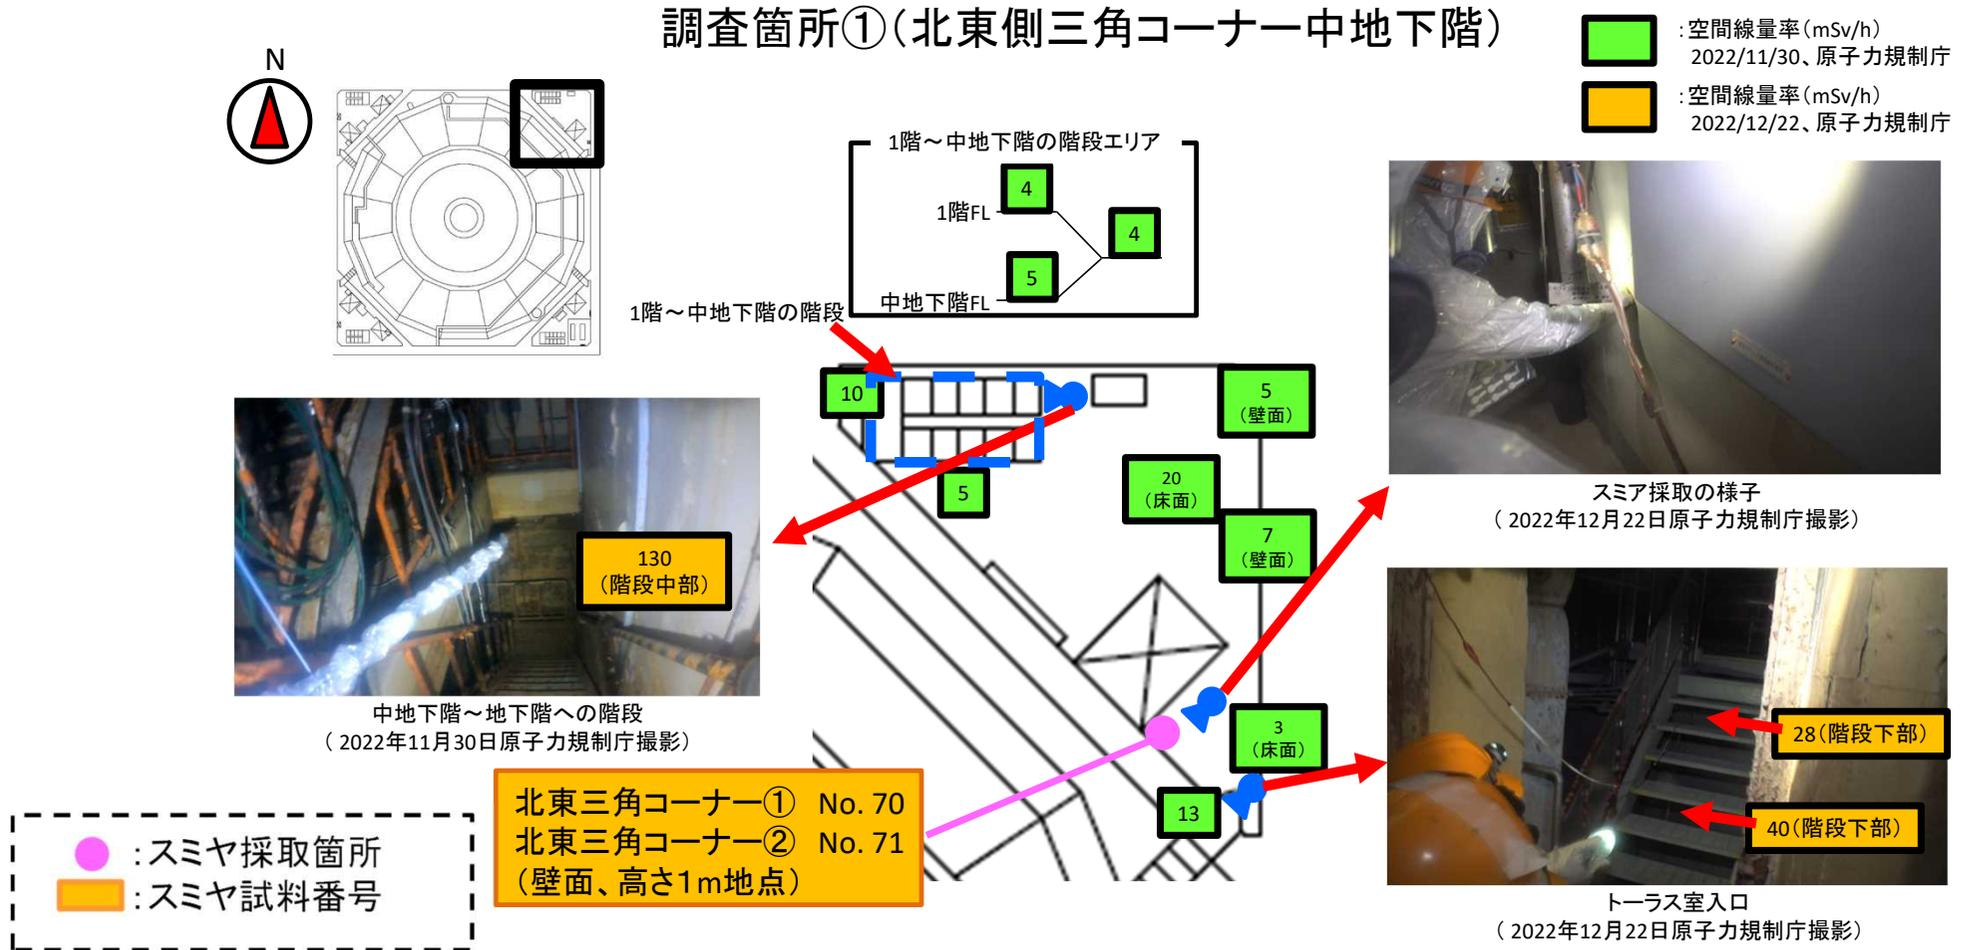 調査箇所①(北東側三角コーナー中地下階)
:空間線量率(mSv/h)
2022/11/30、原子力規制庁
:空間線量率(mSv/h)
2022/12/22、原子力規制庁
N
1階～中地下階の階段エリア
4
1階FL
4
5
中地下階FL
1階～中地下階の階段
10
5
(壁面)
20
(床面)
5
7
(壁面)
スミア採取の様子
( 2022年12月22日原子力規制庁撮影)
130
(階段中部)
中地下階～地下階への階段
( 2022年11月30日原子力規制庁撮影)
3
(床面)
13
28(階段下部)
40(階段下部)
トーラス室入口
( 2022年12月22日原子力規制庁撮影)
北東三角コーナー① No. 70
北東三角コーナー② No. 71
(壁面、高さ1m地点)
:スミヤ採取箇所
:スミヤ試料番号